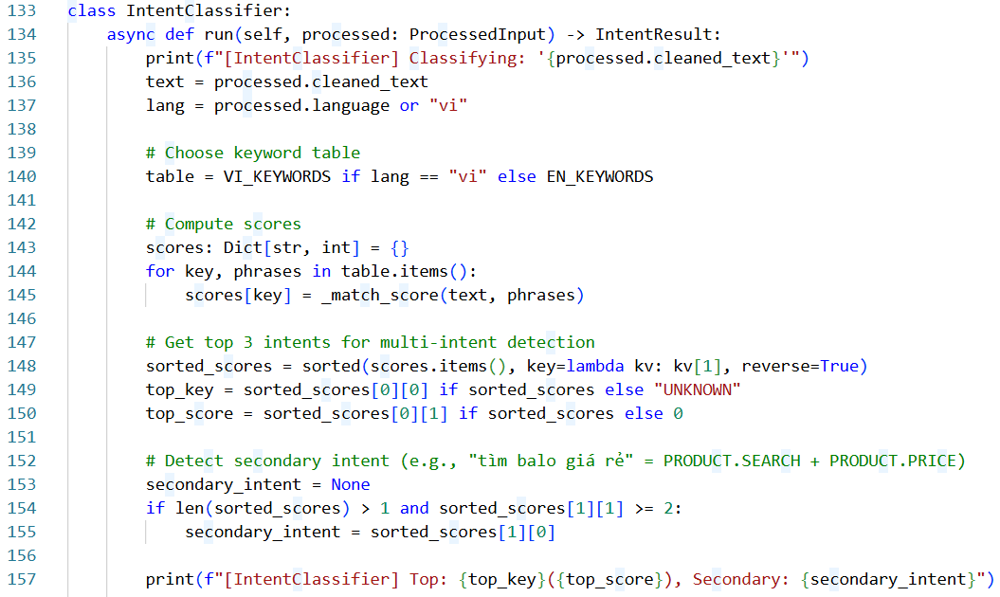 133 class IntentClassifier:
134     async def run(self, processed: ProcessedInput) -> IntentResult:
135         print(f"[IntentClassifier] Classifying: '{processed.cleaned_text}'")
136         text = processed.cleaned_text
137         lang = processed.language or "vi"
138
139         # Choose keyword table
140         table = VI_KEYWORDS if lang == "vi" else EN_KEYWORDS
141
142         # Compute scores
143         scores: Dict[str, int] = {}
144         for key, phrases in table.items():
145             scores[key] = _match_score(text, phrases)
146
147         # Get top 3 intents for multi-intent detection
148         sorted_scores = sorted(scores.items(), key=lambda kv: kv[1], reverse=True)
149         top_key = sorted_scores[0][0] if sorted_scores else "UNKNOWN"
150         top_score = sorted_scores[0][1] if sorted_scores else 0
151
152         # Detect secondary intent (e.g., "tìm balo giá rẻ" = PRODUCT.SEARCH + PRODUCT.PRICE)
153         secondary_intent = None
154         if len(sorted_scores) > 1 and sorted_scores[1][1] >= 2:
155             secondary_intent = sorted_scores[1][0]
156
157         print(f"[IntentClassifier] Top: {top_key}({top_score}), Secondary: {secondary_intent}")